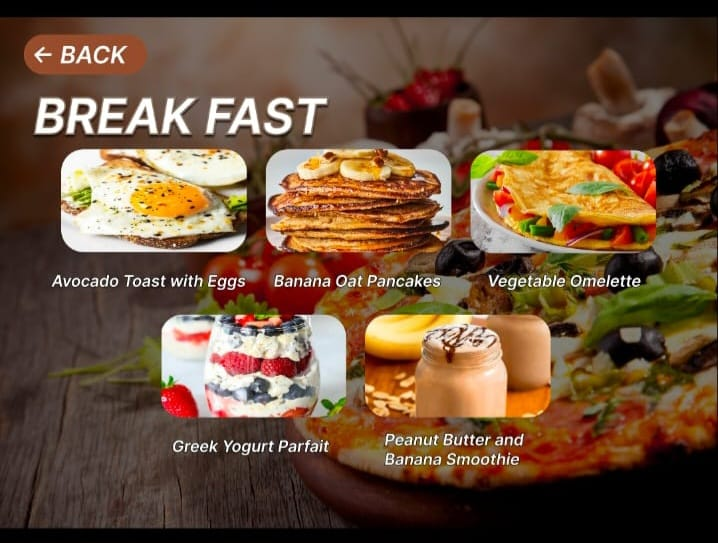 ← BACK
BREAK FAST
Avocado Toast with Eggs
Banana Oat Pancakes
Vegetable Omelette
Greek Yogurt Parfait
Peanut Butter and
Banana Smoothie